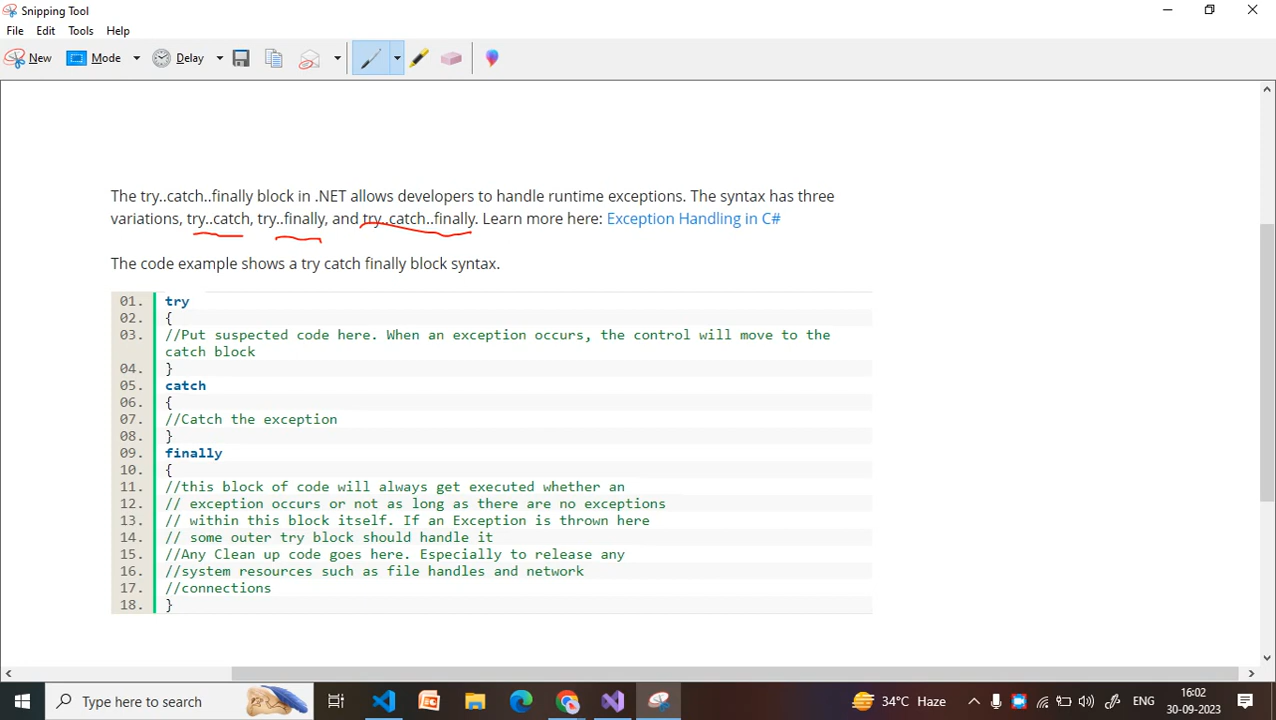 Snipping Tool
File Edit Tools Help
New Mode Delay
The try..catch..finally block in .NET allows developers to handle runtime exceptions. The syntax has three
variations, try..catch, try..finally, and try..catch..finally. Learn more here: Exception Handling in C#
The code example shows a try catch finally block syntax.
01. try
02. {
03. //Put suspected code here. When an exception occurs, the control will move to the
catch block
04. }
05. catch
06. {
07. //Catch the exception
08. }
09. finally
10. {
11. //this block of code will always get executed whether an
12. // exception occurs or not as long as there are no exceptions
13. // within this block itself. If an Exception is thrown here
14. // some outer try block should handle it
15. //Any Clean up code goes here. Especially to release any
16. //system resources such as file handles and network
17. //connections
18. }
Type here to search 34°C Haze ENG 16:02
30-09-2023